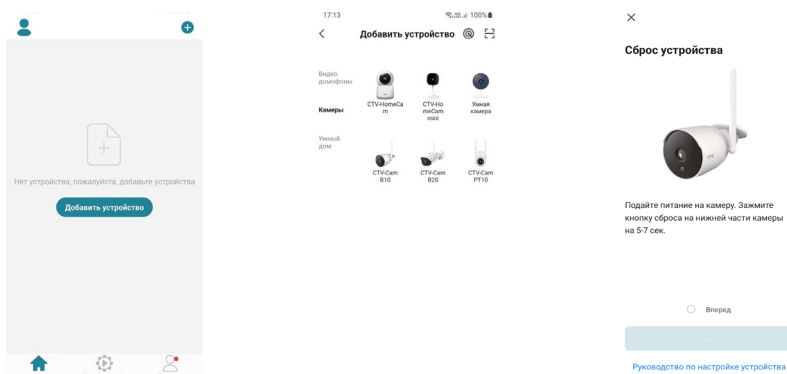 Нет устройства, пожалуйста, добавьте устройства
Добавить устройство
17:13
100%
Добавить устройство
Видео
домофоны
Камеры
Умный
дом
CTV-HomeCa
m
CTV-Ho
meCam
mini
Умная
камера
CTV-Cam
B10
CTV-Cam
B20
CTV-Cam
PT10
Сброс устройства
Подайте питание на камеру. Зажмите
кнопку сброса на нижней части камеры
на 5-7 сек.
Вперед
Руководство по настройке устройства